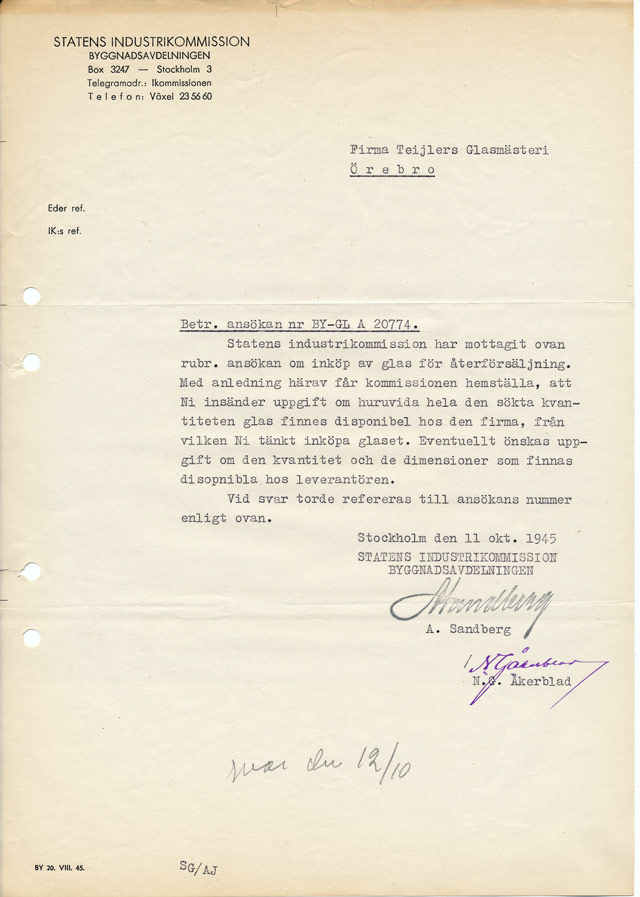 STATENS INDUSTRIKOMMISSION
BYGGNADSAVDELNINGEN
Box 3247 — Stockholm 3
Telegramadr.: Ikommissionen
Telefon: Växel 23 56 60
Firma Teijlers Glasmästeri
Örebro
Eder ref.
IK:s ref.
Betr. ansökan nr BY-GL A 20774.
Statens industrikommission har mottagit ovan
rubr. ansökan om inköp av glas för återförsäljning.
Med anledning härav får kommissionen hemställa, att
Ni insänder uppgift om huruvida hela den sökta kvan-
titeten glas finnes disponibel hos den firma, från
vilken Ni tänkt inköpa glaset. Eventuellt önskas upp-
gift om den kvantitet och de dimensioner som finnas
disopnibla hos leverantören.
Vid svar torde refereras till ansökans nummer
enligt ovan.
Stockholm den 11 okt. 1945
STATENS INDUSTRIKOMMISSION
BYGGNADSAVDELNINGEN
A Sandberg
A. Sandberg
/ N G Åkerblad
N.G. Åkerblad
svar den 12/10
BY 20. VIII. 45.
SG/AJ